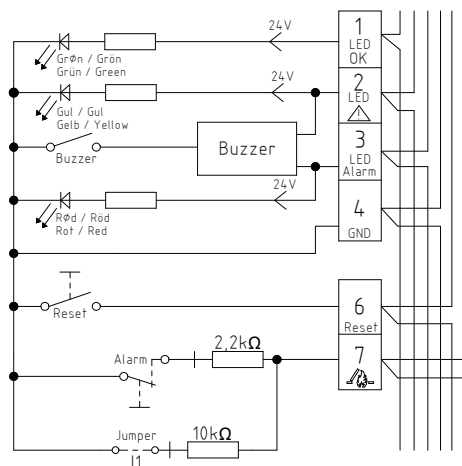 24V
1
LED
OK
GrØn / Grön
Grün / Green
24V
2
LED
Gul / Gul
Gelb / Yellow
Buzzer
Buzzer
3
LED
Alarm
24V
RØd / Röd
Rot / Red
4
GND
6
Reset
Reset
2,2kΩ
7
Alarm
10kΩ
Jumper
J1